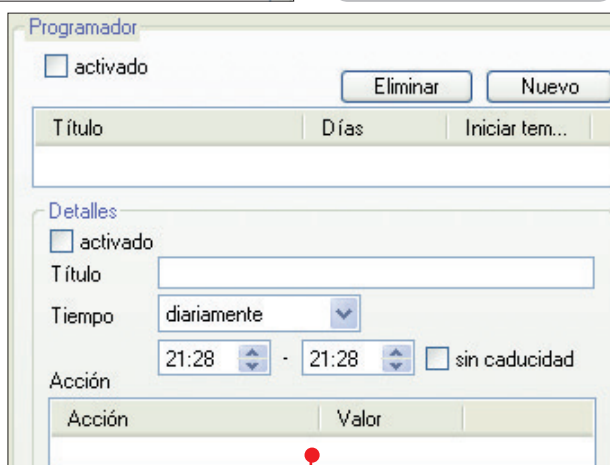 Programador
activado
Eliminar Nuevo
Título Días Iniciar tem...
Detalles
activado
Título
Tiempo diariamente
21:28 - 21:28 sin caducidad
Acción
Acción Valor